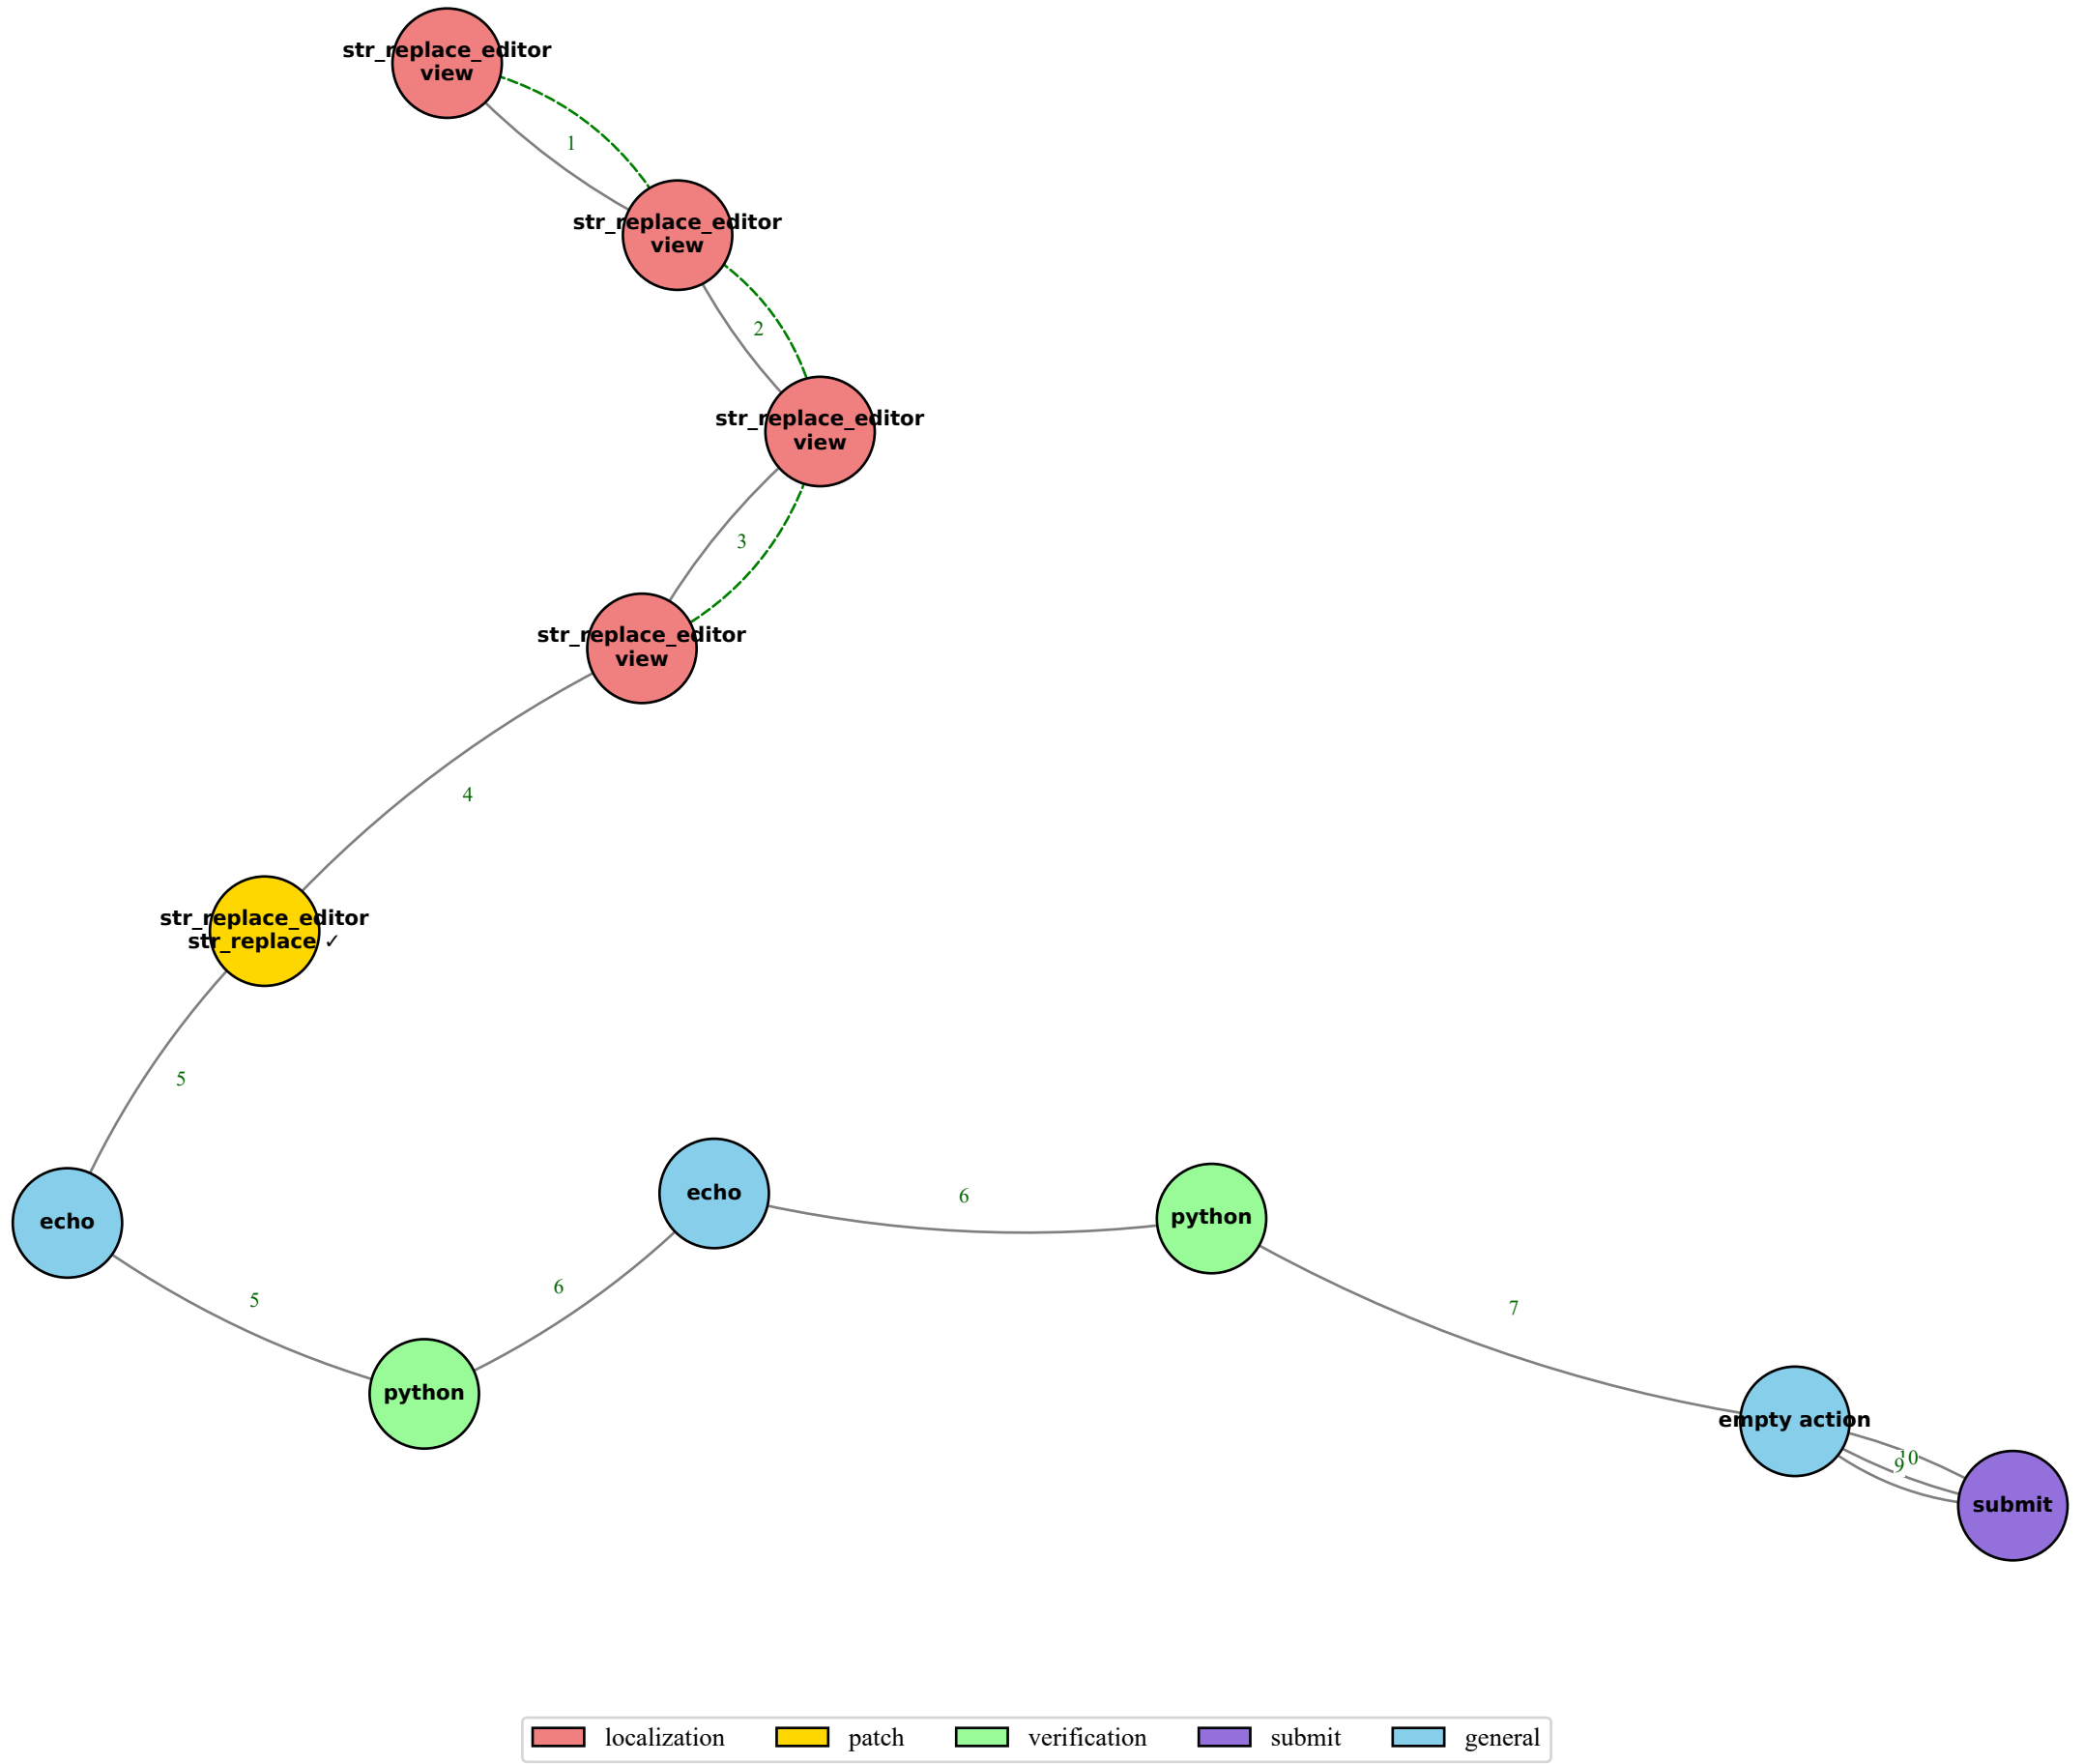 str_replace_editor
view
1
str_replace_editor
view
2
str_replace_editor
view
3
str_replace_editor
view
4
str_replace_editor
str_replace ✓
5
echo
5
python
6
echo
6
python
7
empty action
10
9
submit
localization
patch
verification
submit
general